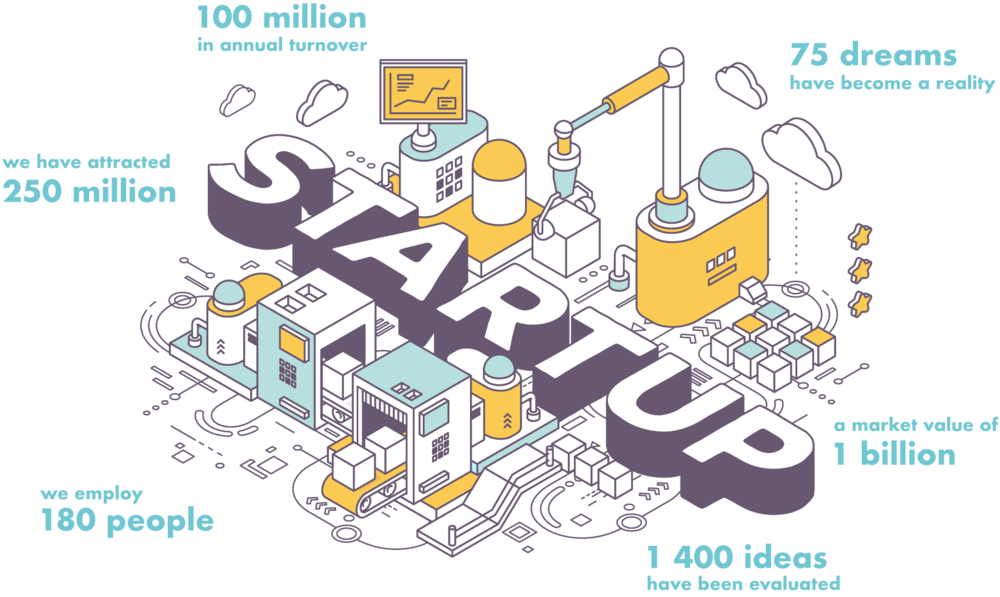 100 million
in annual turnover
75 dreams
have become a reality
we have attracted
250 million
STARTUP
a market value of
1 billion
we employ
180 people
1 400 ideas
have been evaluated